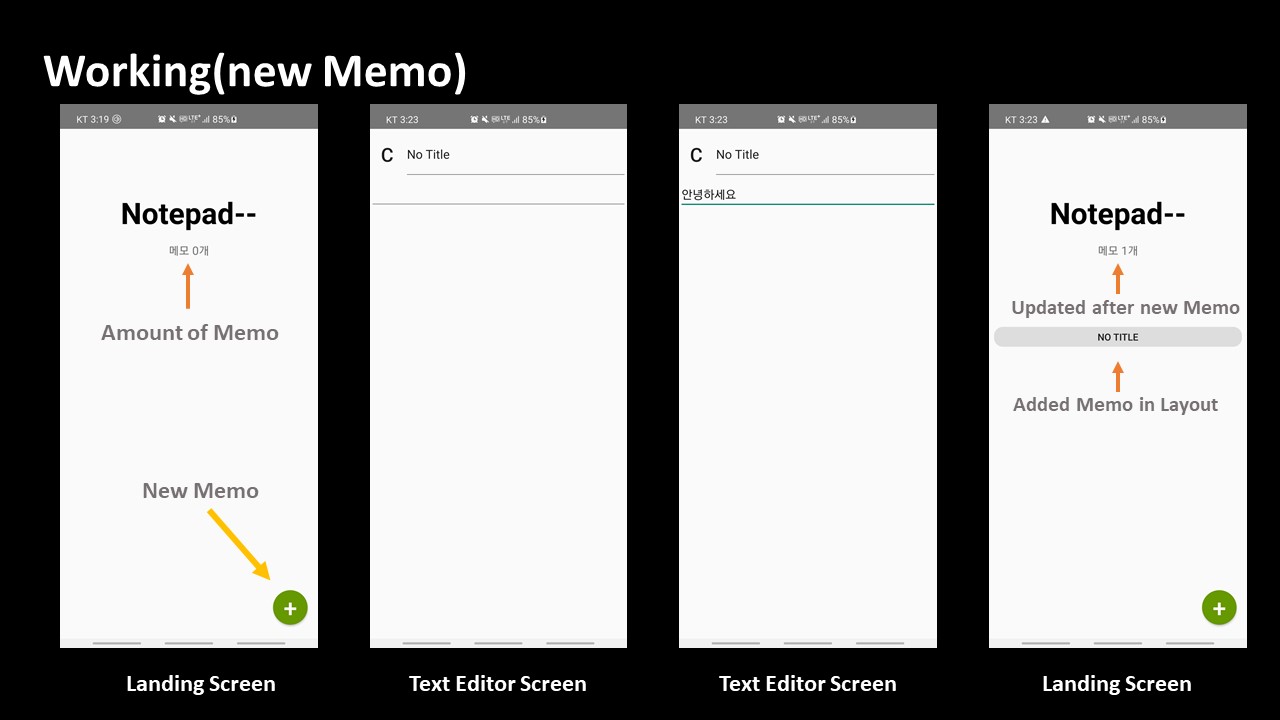 Working(new Memo)
KT 3:19
85%
Notepad--
메모 0개
Amount of Memo
New Memo
+
Landing Screen
KT 3:23
85%
C No Title
Text Editor Screen
KT 3:23
85%
C No Title
안녕하세요
Text Editor Screen
KT 3:23
85%
Notepad--
메모 1개
Updated after new Memo
NO TITLE
Added Memo in Layout
+
Landing Screen